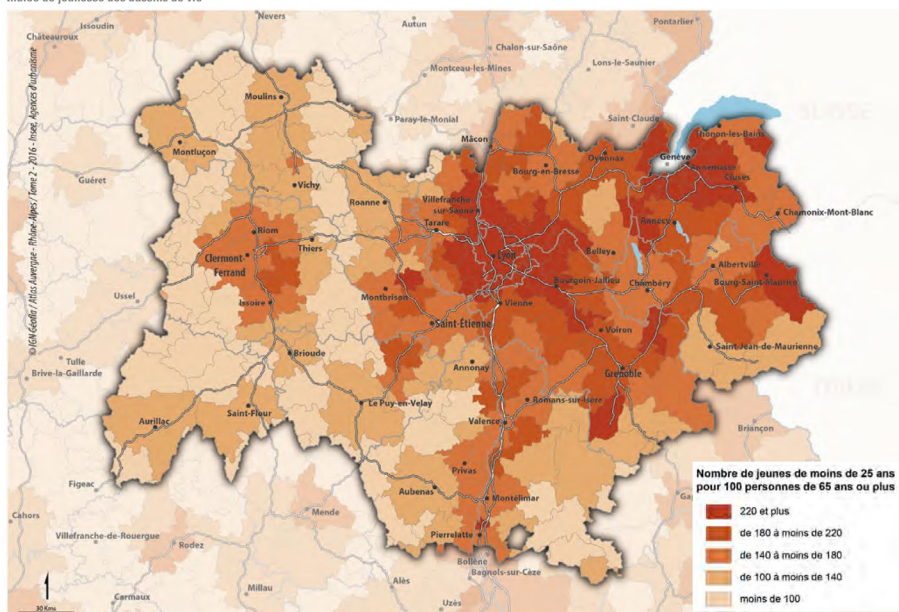 Indice de jeunesse des bassins de vie
Châteauroux
Issoudun
Nevers
Autun
Pontarlier
Chalon-sur-Saône
Lons-le-Saunier
Montceau-les-Mines
Moulins
Paray-le-Monial
Saint-Claude
Thonon-les-Bains
Mâcon
Oyonnax
Genève
Annemasse
Montluçon
Bourg-en-Bresse
Cluses
Guéret
Vichy
Villefranche-
sur-Saône
Roanne
Annecy
Chamonix-Mont-Blanc
Tarare
Riom
Thiers
Lyon
Belley
Clermont-
Ferrand
Albertville
Bourgoin-Jallieu
Chambéry
Bourg-Saint-Maurice
Ussel
Montbrison
Issoire
Vienne
Saint-Étienne
Voiron
Tulle
Brive-la-Gaillarde
Brioude
Annonay
Saint-Jean-de-Maurienne
Grenoble
Le Puy-en-Velay
Romans-sur-Isère
Saint-Flour
Aurillac
Valence
Briançon
Privas
Figeac
Aubenas
Montélimar
Mende
Cahors
Pierrelatte
Villefranche-de-Rouergue
Rodez
Bollène
Bagnols-sur-Cèze
Millau
Alès
Carmaux
Uzès
Gap
© IGN Géofla / Atlas Auvergne - Rhône-Alpes / Tome 2 - 2016 - Insee, Agences d'urbanisme
30 Kms
Nombre de jeunes de moins de 25 ans
pour 100 personnes de 65 ans ou plus
220 et plus
de 180 à moins de 220
de 140 à moins de 180
de 100 à moins de 140
moins de 100